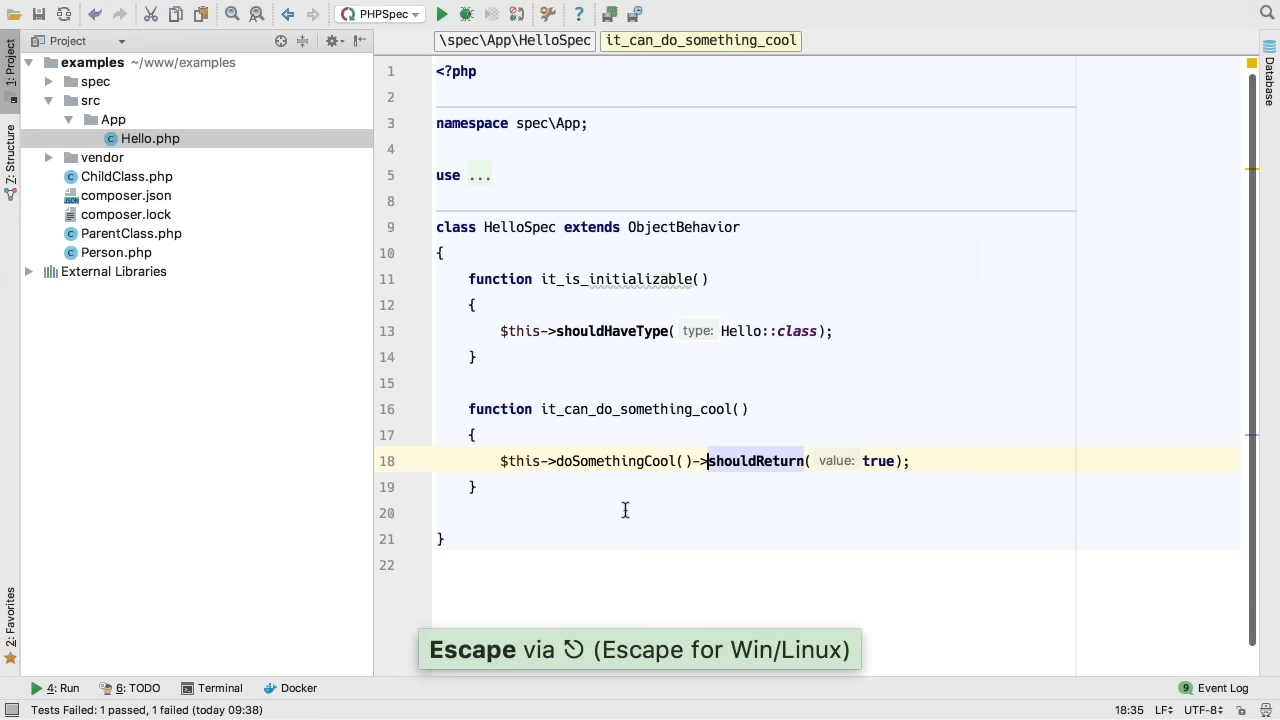 PHPSpec
1: Project
Z: Structure
2: Favorites
Database
Project
\spec\App\HelloSpec
it_can_do_something_cool
examples ~/www/examples
spec
src
App
Hello.php
vendor
ChildClass.php
composer.json
composer.lock
ParentClass.php
Person.php
External Libraries
1 <?php
2
3 namespace spec\App;
4
5 use ...
8
9 class HelloSpec extends ObjectBehavior
10 {
11 function it_is_initializable()
12 {
13 $this->shouldHaveType( type: Hello::class);
14 }
15
16 function it_can_do_something_cool()
17 {
18 $this->doSomethingCool()->shouldReturn( value: true);
19 }
20
21 }
22
Escape via ⎋ (Escape for Win/Linux)
4: Run
6: TODO
Terminal
Docker
9 Event Log
Tests Failed: 1 passed, 1 failed (today 09:38)
18:35
LF
UTF-8